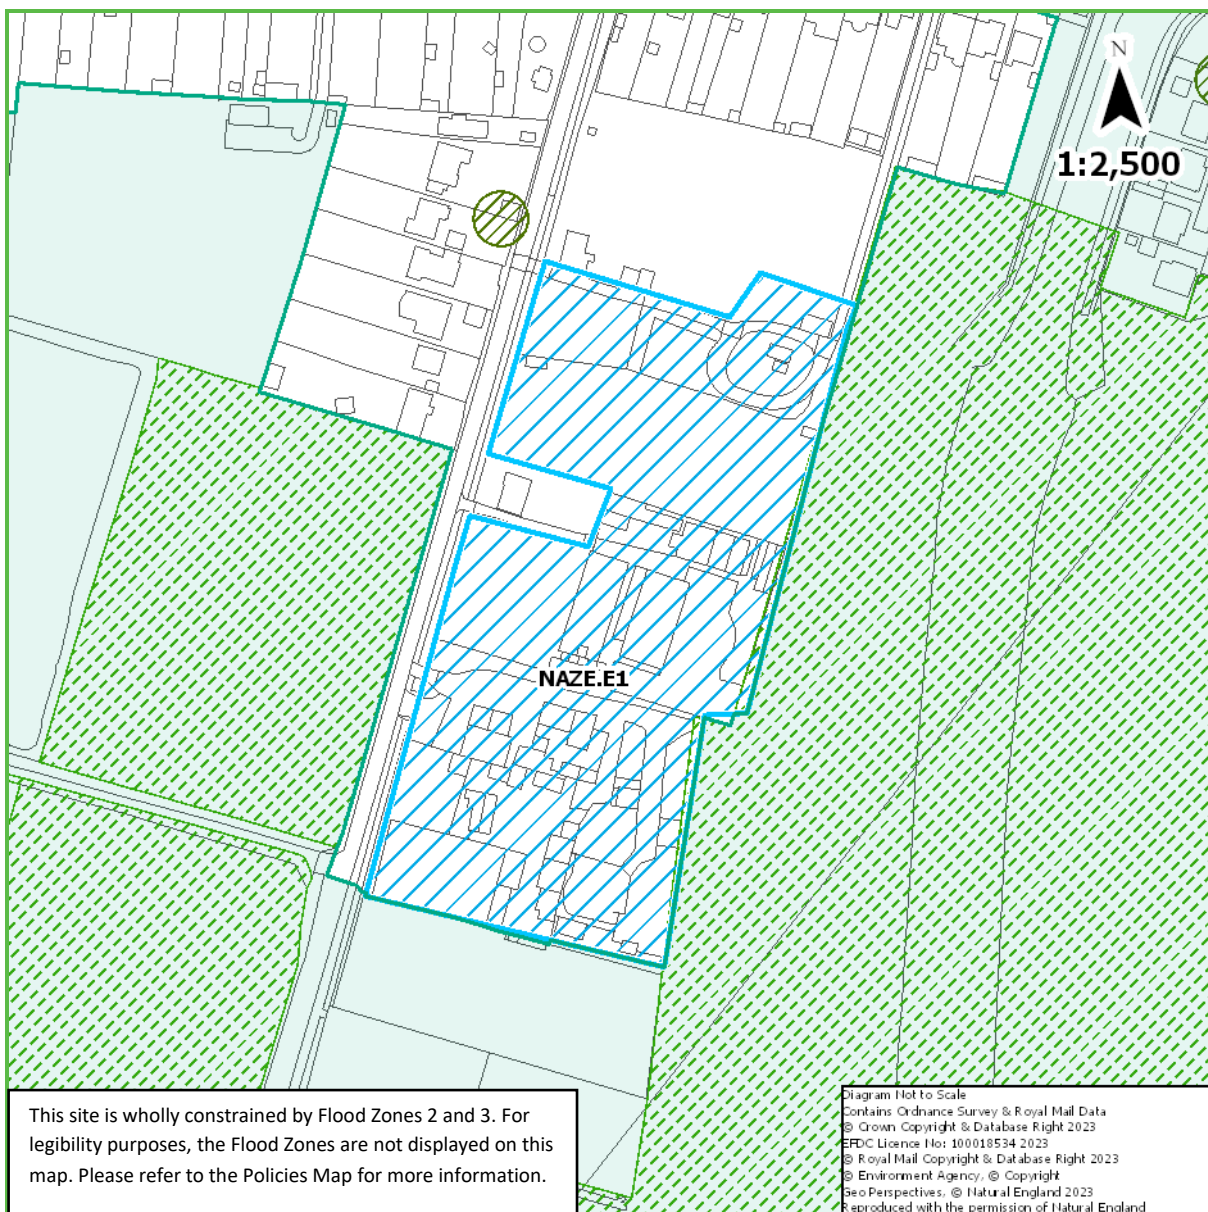 N
1:2,500
NAZE.E1
This site is wholly constrained by Flood Zones 2 and 3. For
legibility purposes, the Flood Zones are not displayed on this
map. Please refer to the Policies Map for more information.
Diagram Not to Scale
Contains Ordnance Survey & Royal Mail Data
© Crown Copyright & Database Right 2023
EFDC Licence No: 100018534 2023
© Royal Mail Copyright & Database Right 2023
© Environment Agency, © Copyright
Geo Perspectives, © Natural England 2023
Reproduced with the permission of Natural England